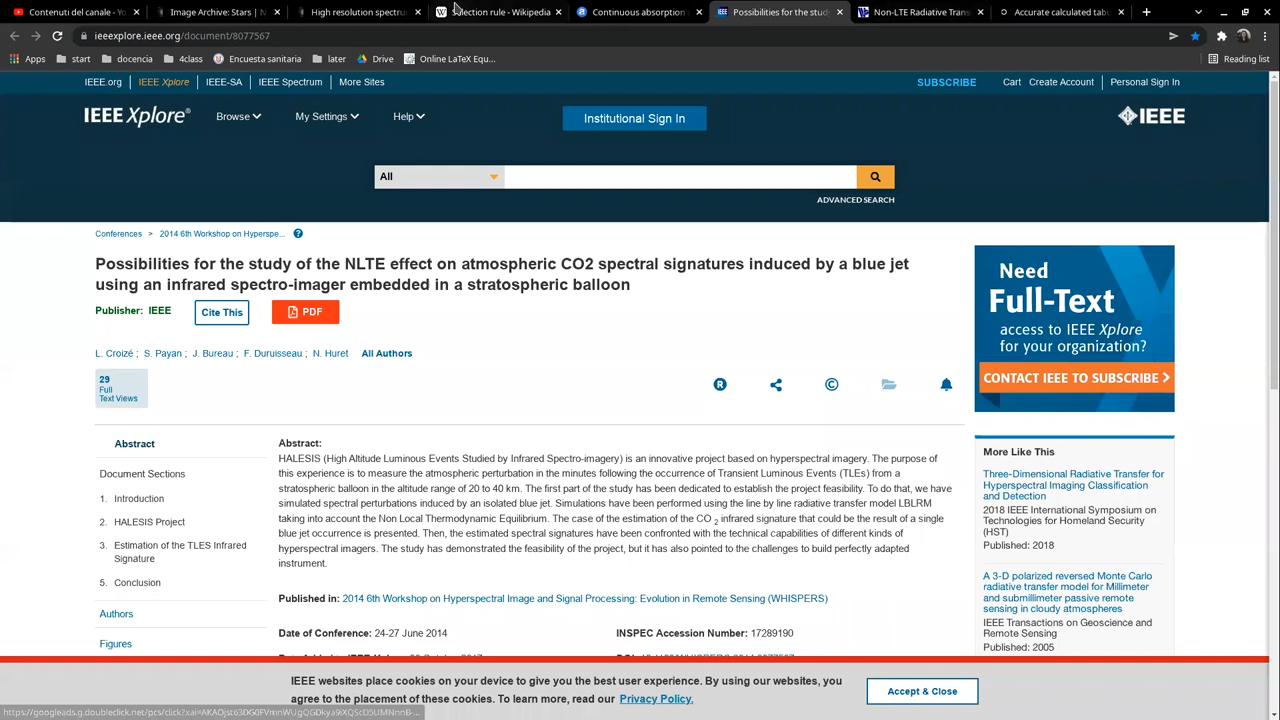 Contenuti del canale - Yo
Image Archive: Stars | N
High resolution spectrum
Selection rule - Wikipedia
Continuous absorption
Possibilities for the study
Non-LTE Radiative Trans
Accurate calculated tab
ieeexplore.ieee.org/document/8077567
Apps start docencia 4class Encuesta sanitaria later Drive Online LaTeX Equ... Reading list
IEEE.org IEEE Xplore IEEE-SA IEEE Spectrum More Sites SUBSCRIBE Cart Create Account Personal Sign In
IEEE Xplore® Browse My Settings Help Institutional Sign In IEEE
All
ADVANCED SEARCH
Conferences > 2014 6th Workshop on Hyperspe...
Possibilities for the study of the NLTE effect on atmospheric CO2 spectral signatures induced by a blue jet
using an infrared spectro-imager embedded in a stratospheric balloon
Publisher: IEEE Cite This PDF
L. Croizé ; S. Payan ; J. Bureau ; F. Duruisseau ; N. Huret All Authors
29
Full
Text Views
Need
Full-Text
access to IEEE Xplore
for your organization?
CONTACT IEEE TO SUBSCRIBE >
Abstract
Document Sections
1. Introduction
2. HALESIS Project
3. Estimation of the TLES Infrared
Signature
5. Conclusion
Authors
Figures
Abstract:
HALESIS (High Altitude Luminous Events Studied by Infrared Spectro-imagery) is an innovative project based on hyperspectral imagery. The purpose
of this experience is to measure the atmospheric perturbation in the minutes following the occurrence of Transient Luminous Events (TLEs) from a
stratospheric balloon in the altitude range of 20 to 40 km. The first part of the study has been dedicated to establish the project feasibility. To do that, we have
simulated spectral perturbations induced by an isolated blue jet. Simulations have been performed using the line by line radiative transfer model LBLRM
taking into account the Non Local Thermodynamic Equilibrium. The case of the estimation of the CO 2 infrared signature that could be the result of a single
blue jet occurrence is presented. Then, the estimated spectral signatures have been confronted with the technical capabilities of different kinds of
hyperspectral imagers. The study has demonstrated the feasibility of the project, but it has also pointed to the challenges to build perfectly adapted
instrument.
Published in: 2014 6th Workshop on Hyperspectral Image and Signal Processing: Evolution in Remote Sensing (WHISPERS)
Date of Conference: 24-27 June 2014 INSPEC Accession Number: 17289190
More Like This
Three-Dimensional Radiative Transfer for
Hyperspectral Imaging Classification
and Detection
2018 IEEE International Symposium on
Technologies for Homeland Security
(HST)
Published: 2018
A 3-D polarized reversed Monte Carlo
radiative transfer model for Millimeter
and submillimeter passive remote
sensing in cloudy atmospheres
IEEE Transactions on Geoscience and
Remote Sensing
Published: 2005
IEEE websites place cookies on your device to give you the best user experience. By using our websites, you
agree to the placement of these cookies. To learn more, read our Privacy Policy.
Accept & Close